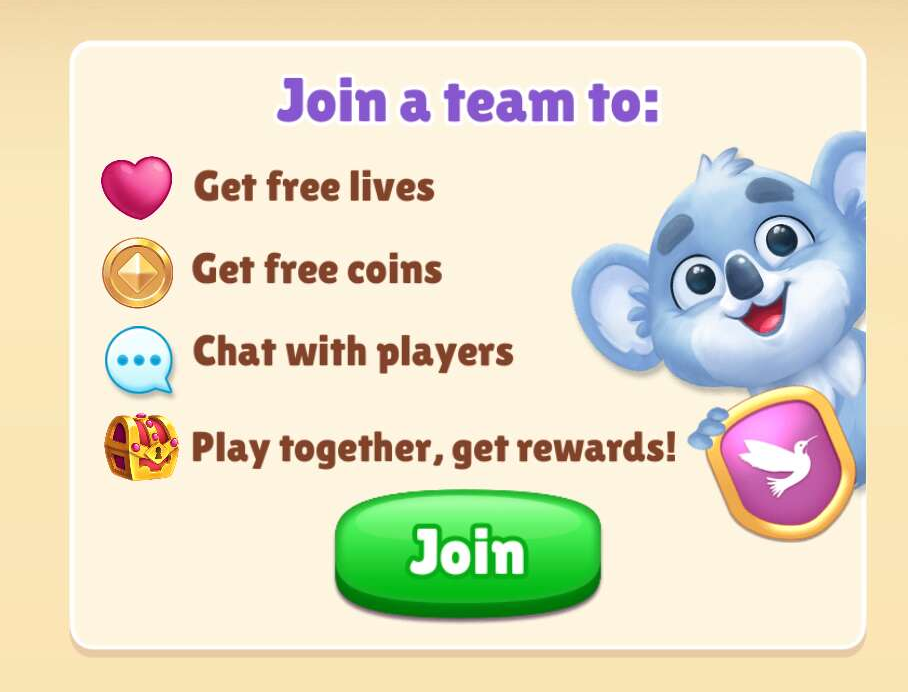 Join a team to:
Get free lives
Get free coins
Chat with players
Play together, get rewards!
Join